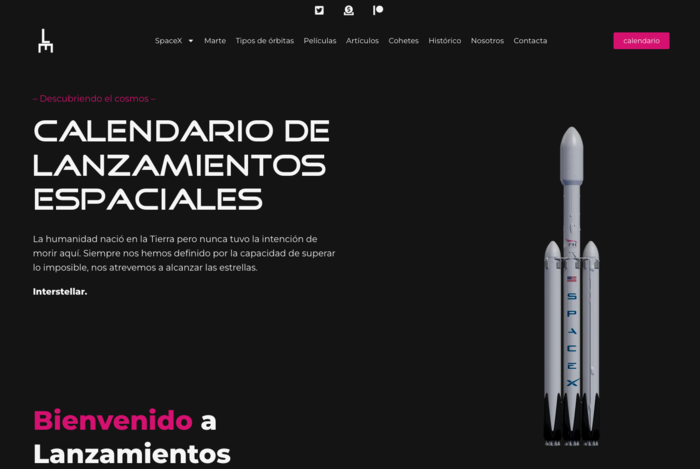 SpaceX
Marte
Tipos de órbitas
Películas
Artículos
Cohetes
Histórico
Nosotros
Contacta
calendario
– Descubriendo el cosmos –
CALENDARIO DE
LANZAMIENTOS
ESPACIALES
La humanidad nació en la Tierra pero nunca tuvo la intención de
morir aquí. Siempre nos hemos definido por la capacidad de superar
lo imposible, nos atrevemos a alcanzar las estrellas.
Interstellar.
SPACEX
Bienvenido a
Lanzamientos